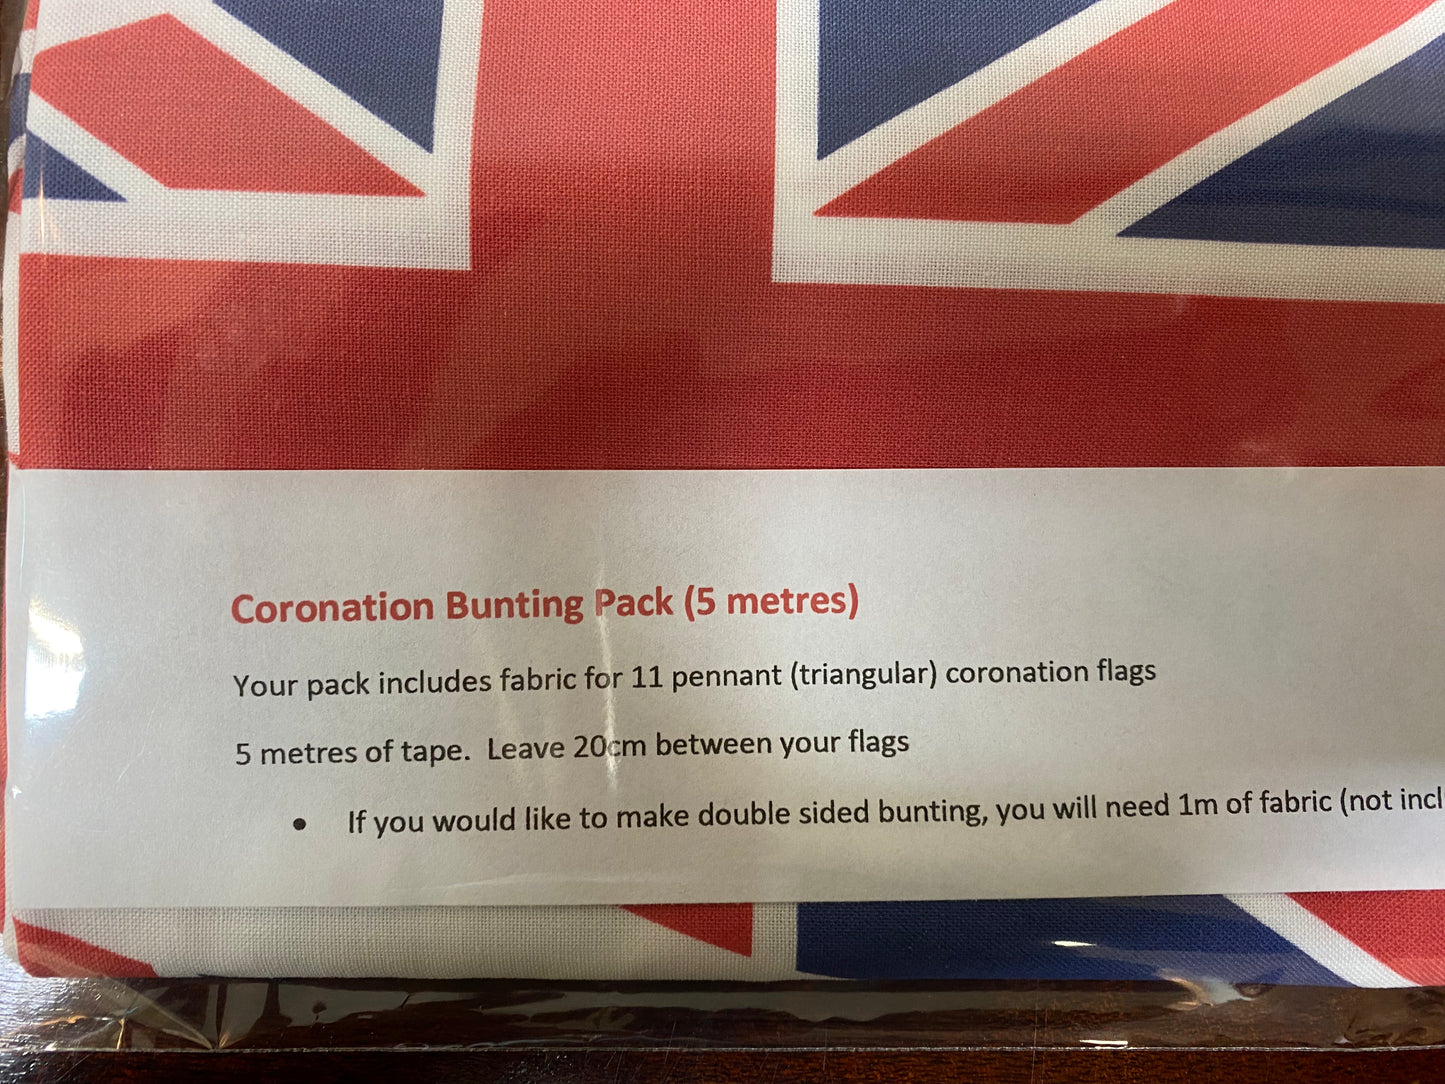 Coronation Bunting Pack (5 metres)
Your pack includes fabric for 11 pennant (triangular) coronation flags
5 metres of tape.  Leave 20cm between your flags
• If you would like to make double sided bunting, you will need 1m of fabric (not incl